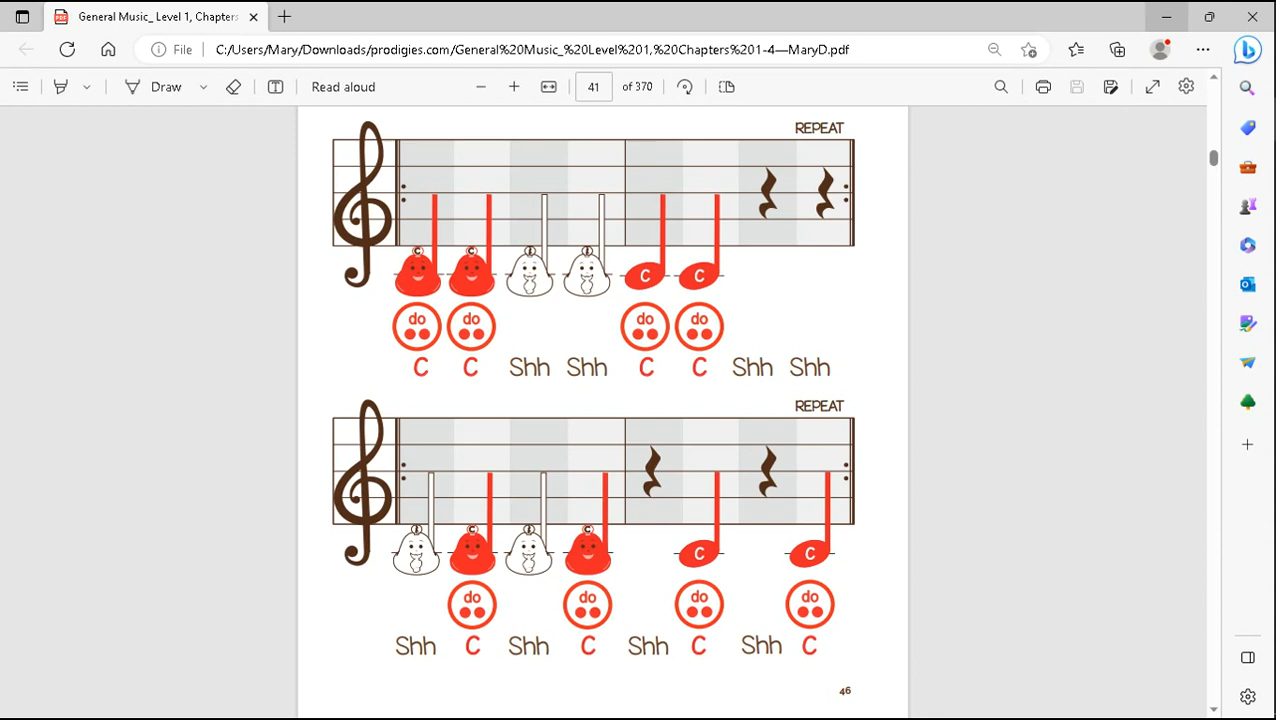 General Music_ Level 1, Chapters
File C:/Users/Mary/Downloads/prodigies.com/General%20Music_%20Level%201,%20Chapters%201-4—MaryD.pdf
Draw Read aloud 41 of 370
REPEAT
C C C C
do do do do
C C Shh Shh C C Shh Shh
REPEAT
C C C C
do do do do
Shh C Shh C Shh C Shh C
46